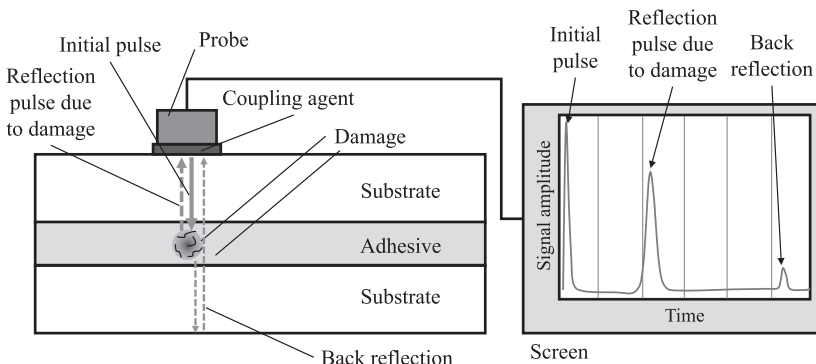 Initial pulse
Probe
Reflection
pulse due
to damage
Coupling agent
Damage
Substrate
Adhesive
Substrate
Back reflection
Initial
pulse
Reflection
pulse due
to damage
Back
reflection
Signal amplitude
Time
Screen